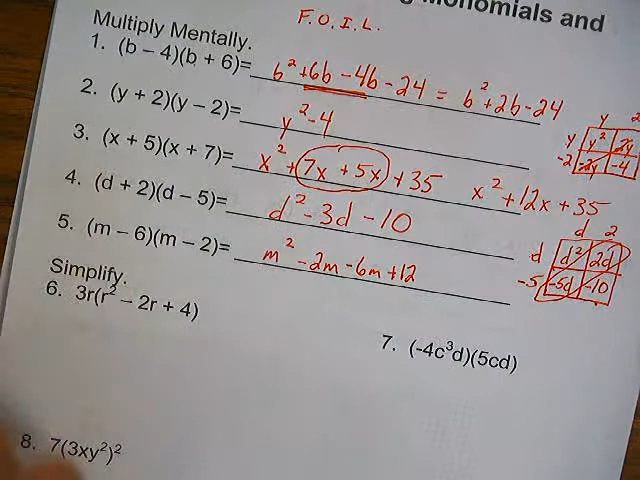 Monomials and
F.O.I.L.
Multiply Mentally.
1. (b – 4)(b + 6)= b² + 6b – 4b – 24 = b² + 2b – 24
2. (y + 2)(y – 2)= y² – 4
y 2
y y² 2y
-2 -2y -4
3. (x + 5)(x + 7)= x² + 7x + 5x + 35 x² + 12x + 35
4. (d + 2)(d – 5)= d² – 3d – 10
d 2
d d² 2d
-5 -5d -10
5. (m – 6)(m – 2)= m² – 2m – 6m + 12
Simplify.
6. 3r(r² – 2r + 4)
7. (-4c³d)(5cd)
8. 7(3xy²)²